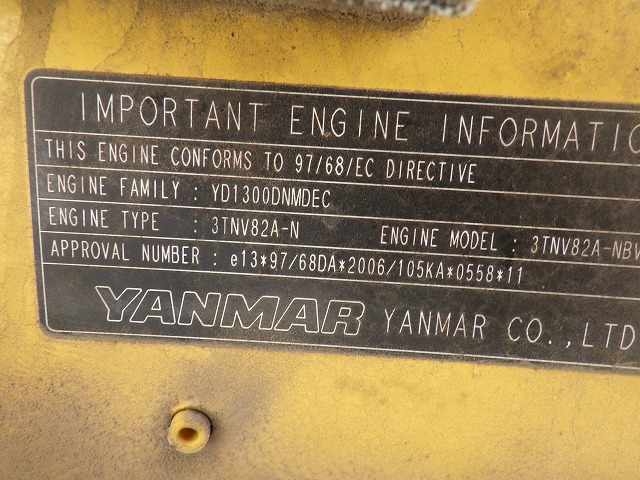 IMPORTANT ENGINE INFORMATIO
THIS ENGINE CONFORMS TO 97/68/EC DIRECTIVE
ENGINE FAMILY : YD1300DNMDEC
ENGINE TYPE : 3TNV82A-N ENGINE MODEL : 3TNV82A-NBV
APPROVAL NUMBER : e13*97/68DA*2006/105KA*0558*11
YANMAR YANMAR CO.,LTD